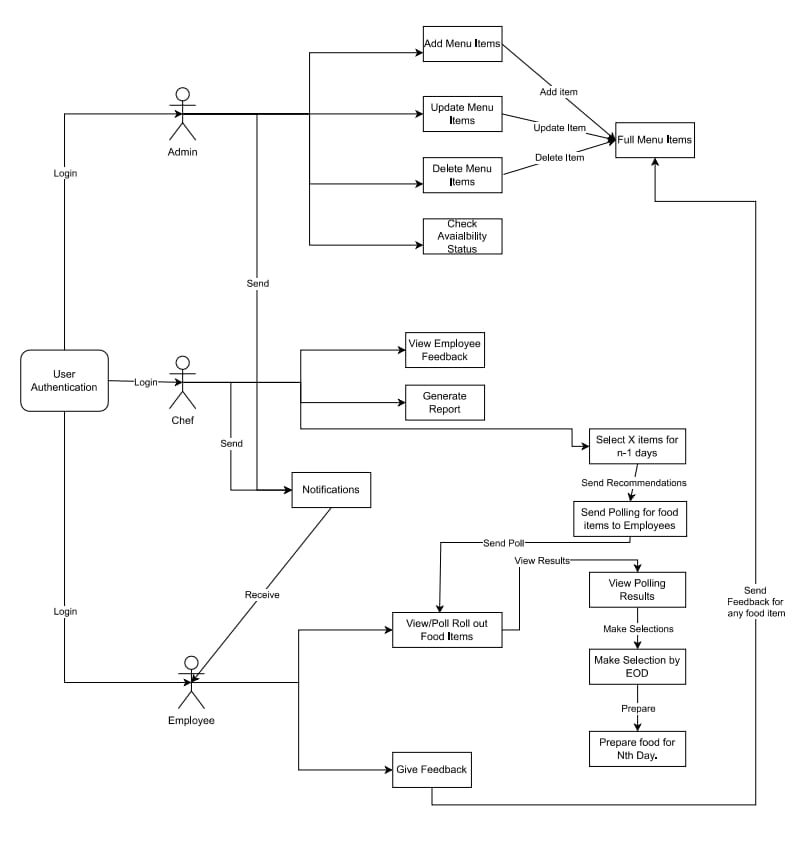 Add Menu Items
Add item
Update Menu
Items
Update Item
Full Menu Items
Admin
Delete Item
Delete Menu
Items
Login
Check
Avaialbility
Status
Send
View Employee
Feedback
User
Authentication
Login
Generate
Report
Chef
Send
Select X items for
n-1 days
Send Recommendations
Notifications
Send Polling for food
items to Employees
Send Poll
View Results
View Polling
Results
Send
Feedback for
any food item
Receive
Login
View/Poll Roll out
Food Items
Make Selections
Make Selection by
EOD
Employee
Prepare
Prepare food for
Nth Day.
Give Feedback